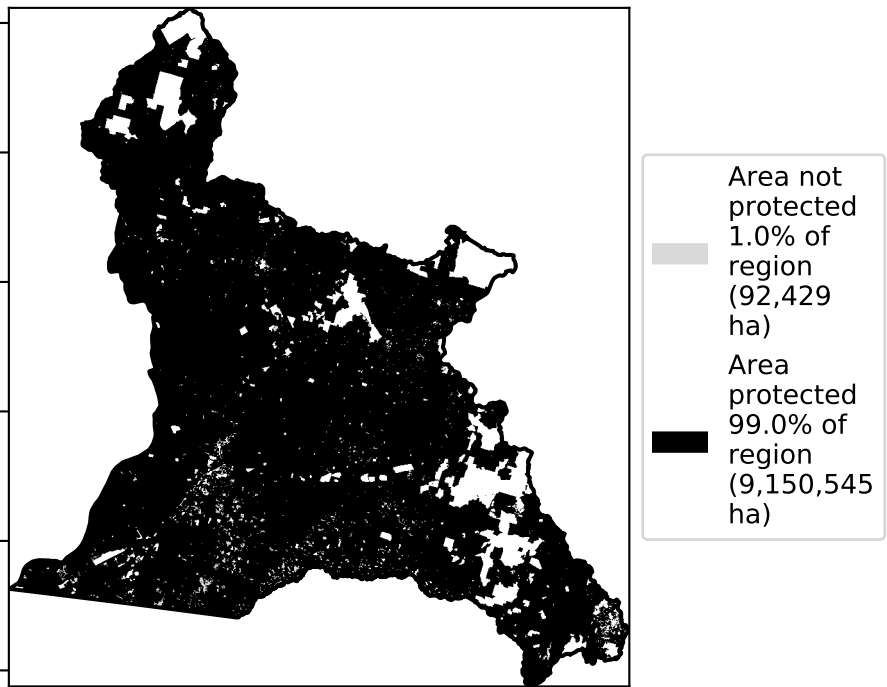 Area not
protected
1.0% of
region
(92,429
ha)
Area
protected
99.0% of
region
(9,150,545
ha)